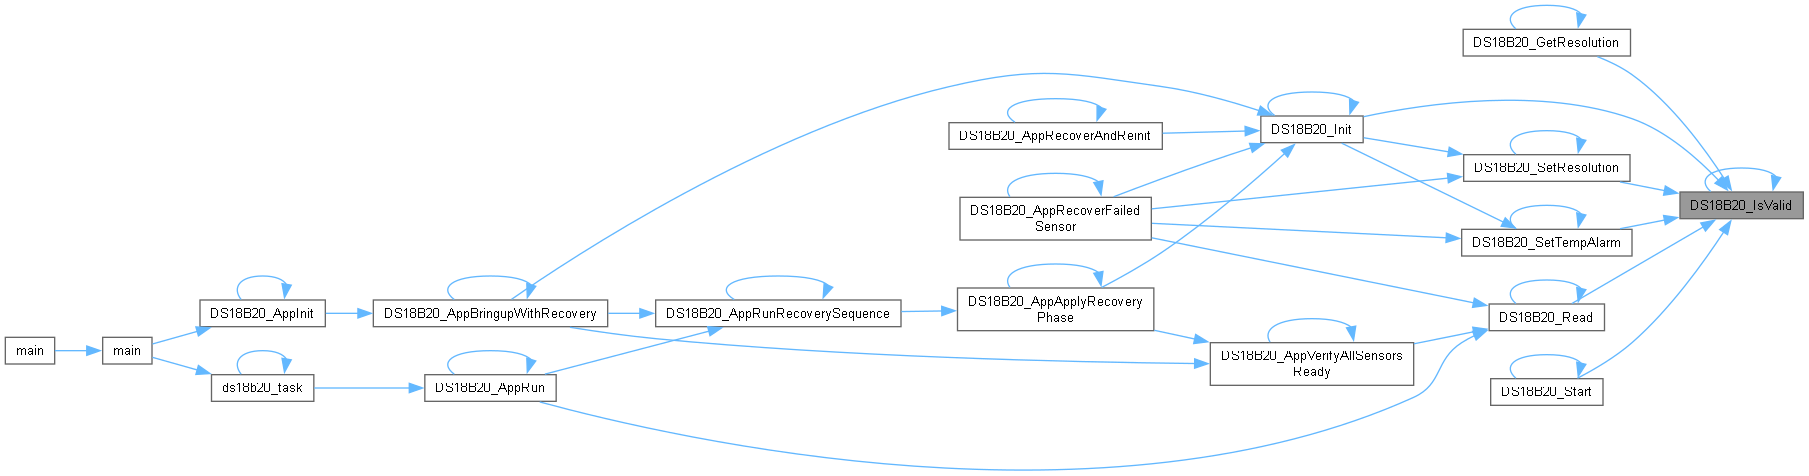 DS18B20_GetResolution
DS18B20_Init
DS18B20_AppRecoverAndReinit
DS18B20_SetResolution
DS18B20_IsValid
DS18B20_AppRecoverFailed
Sensor
DS18B20_SetTempAlarm
DS18B20_AppApplyRecovery
Phase
DS18B20_AppInit
DS18B20_AppBringupWithRecovery
DS18B20_AppRunRecoverySequence
DS18B20_Read
main
main
DS18B20_AppVerifyAllSensors
Ready
ds18b20_task
DS18B20_AppRun
DS18B20_Start